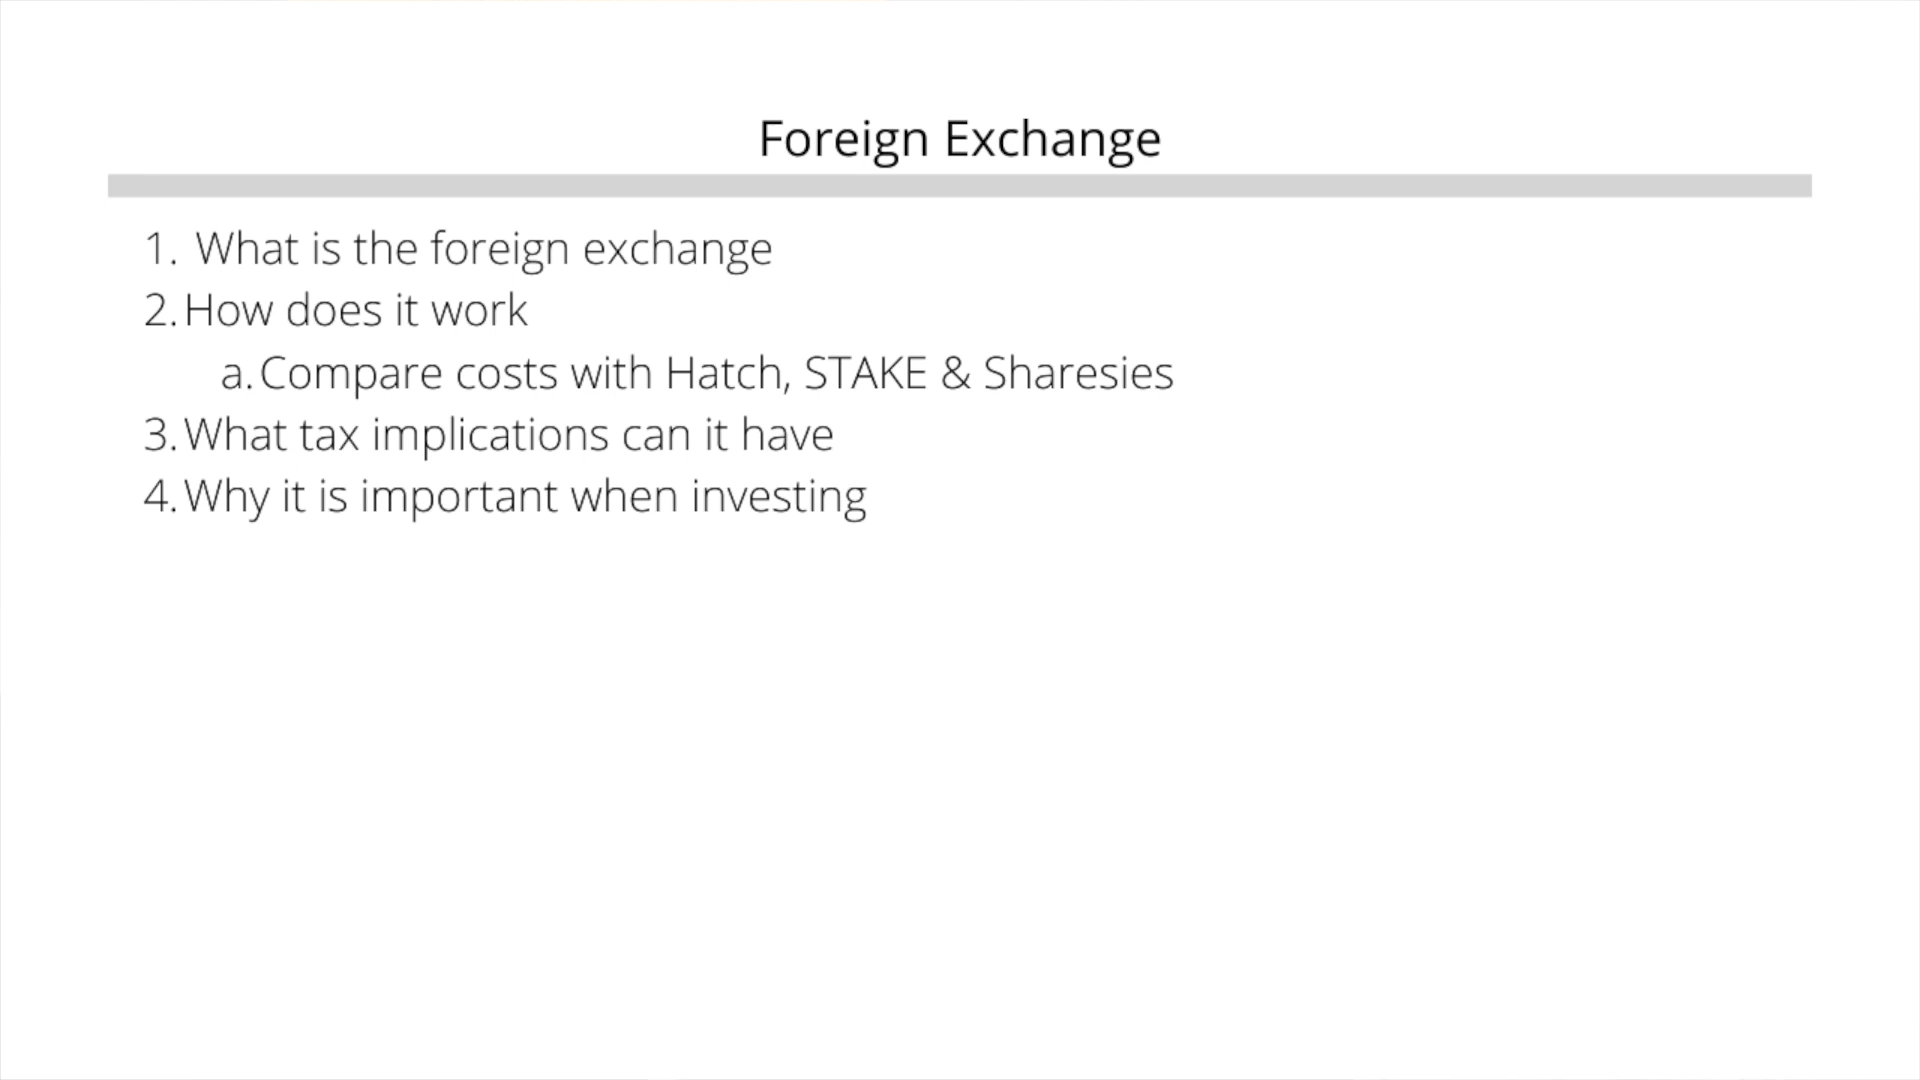 Foreign Exchange
1. What is the foreign exchange
2. How does it work
a. Compare costs with Hatch, STAKE & Sharesies
3. What tax implications can it have
4. Why it is important when investing